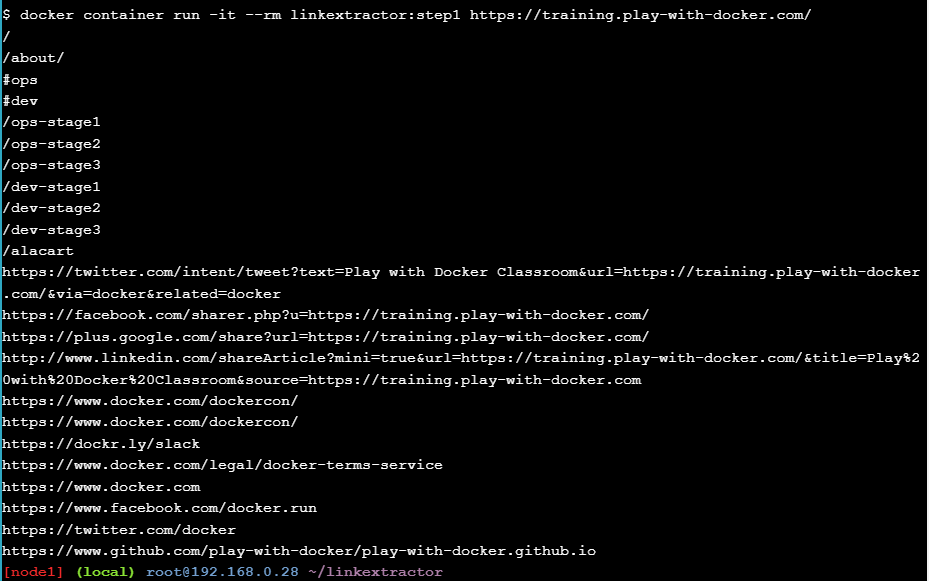 $ docker container run -it --rm linkextractor:step1 https://training.play-with-docker.com/
/
/about/
#ops
#dev
/ops-stage1
/ops-stage2
/ops-stage3
/dev-stage1
/dev-stage2
/dev-stage3
/alacart
https://twitter.com/intent/tweet?text=Play with Docker Classroom&url=https://training.play-with-docker
.com/&via=docker&related=docker
https://facebook.com/sharer.php?u=https://training.play-with-docker.com/
https://plus.google.com/share?url=https://training.play-with-docker.com/
http://www.linkedin.com/shareArticle?mini=true&url=https://training.play-with-docker.com/&title=Play%2
0with%20Docker%20Classroom&source=https://training.play-with-docker.com
https://www.docker.com/dockercon/
https://www.docker.com/dockercon/
https://dockr.ly/slack
https://www.docker.com/legal/docker-terms-service
https://www.docker.com
https://www.facebook.com/docker.run
https://twitter.com/docker
https://www.github.com/play-with-docker/play-with-docker.github.io
[node1] (local) root@192.168.0.28 ~/linkextractor